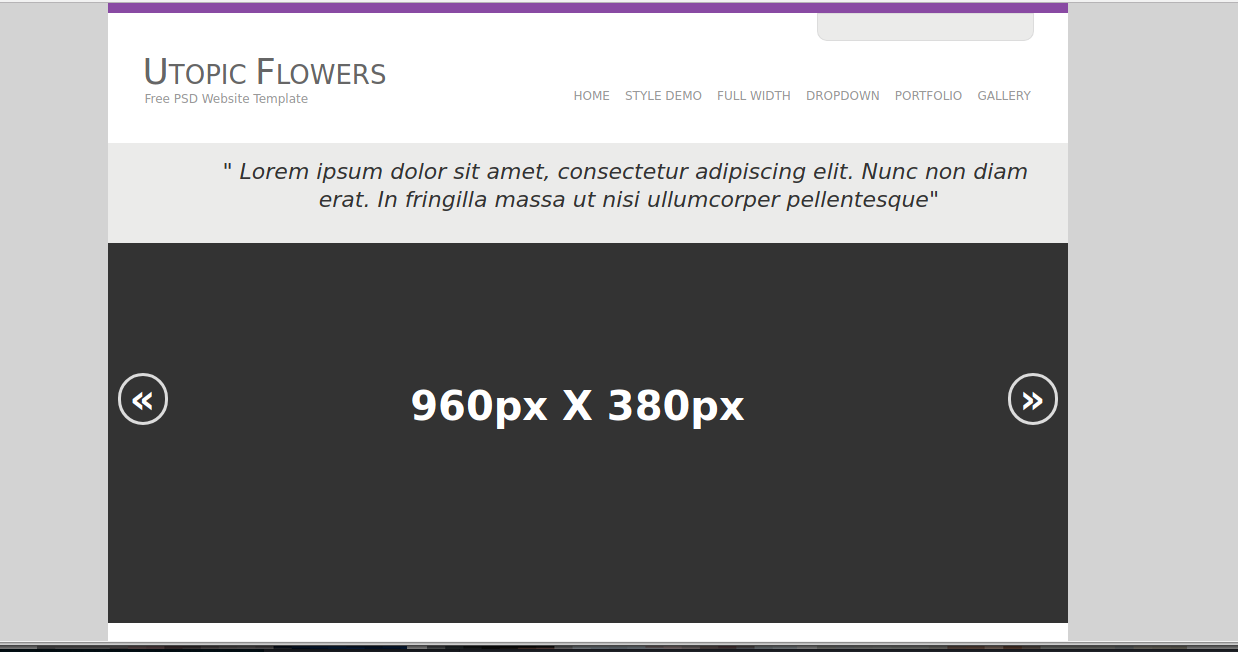 Utopic Flowers
Free PSD Website Template
HOME STYLE DEMO FULL WIDTH DROPDOWN PORTFOLIO GALLERY
" Lorem ipsum dolor sit amet, consectetur adipiscing elit. Nunc non diam
erat. In fringilla massa ut nisi ullumcorper pellentesque"
« 960px X 380px »